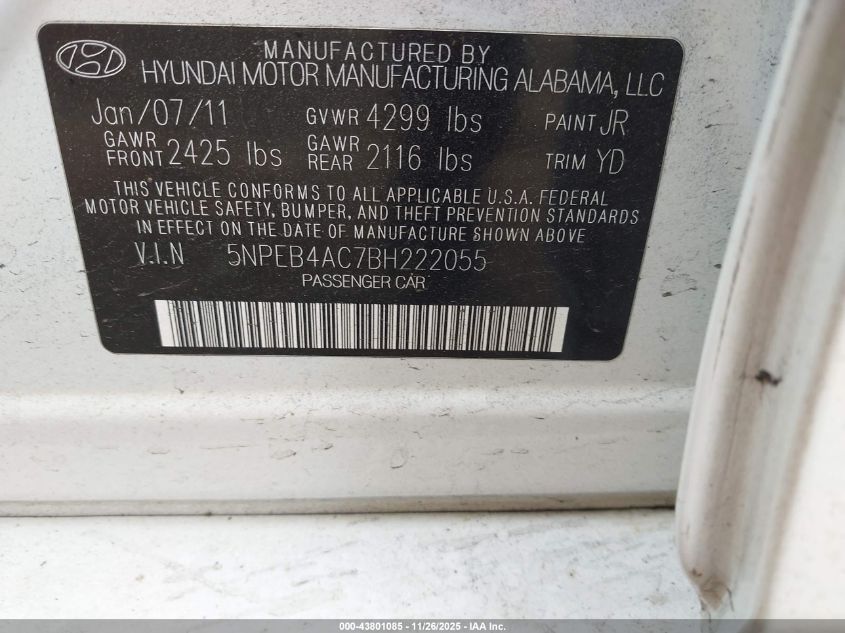 MANUFACTURED BY
HYUNDAI MOTOR MANUFACTURING ALABAMA, LLC
Jan/07/11 GVWR 4299 lbs PAINT JR
GAWR FRONT 2425 lbs GAWR REAR 2116 lbs TRIM YD
THIS VEHICLE CONFORMS TO ALL APPLICABLE U.S.A. FEDERAL
MOTOR VEHICLE SAFETY, BUMPER, AND THEFT PREVENTION STANDARDS
IN EFFECT ON THE DATE OF MANUFACTURE SHOWN ABOVE.
V.I.N 5NPEB4AC7BH222055
PASSENGER CAR
000-43801085 - 11/26/2025 - IAA Inc.